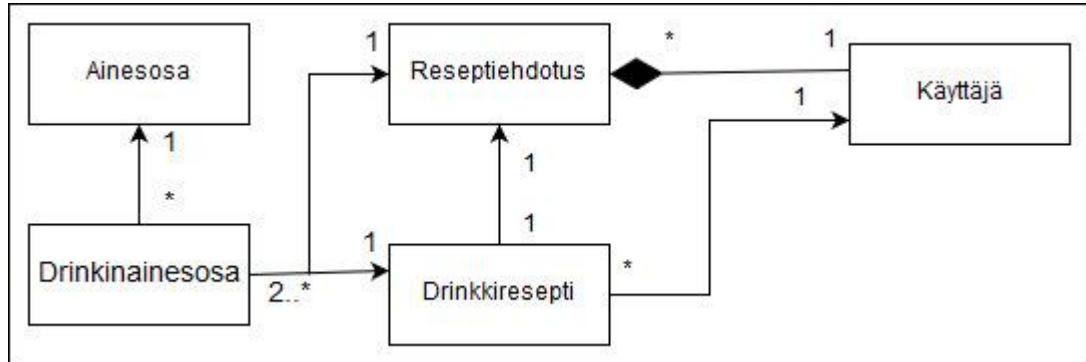 1
*
1
Ainesosa
Reseptiehdotus
Käyttäjä
1
1
1
*
1
1
*
Drinkinainesosa
2..*
Drinkkiresepti